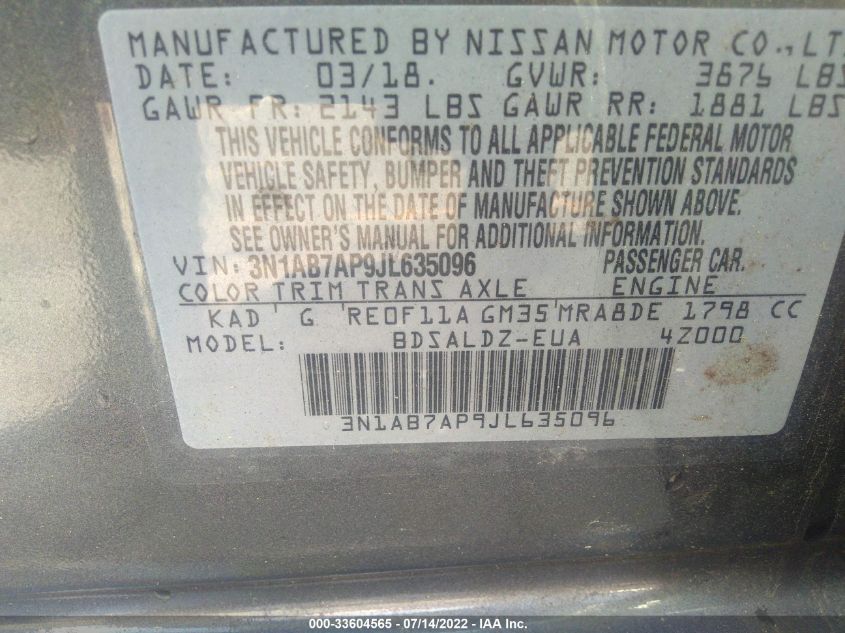 MANUFACTURED BY NISSAN MOTOR CO., LT
DATE: 03/18. GVWR: 3676 LBS
GAWR FR: 2143 LBS GAWR RR: 1881 LBS
THIS VEHICLE CONFORMS TO ALL APPLICABLE FEDERAL MOTOR
VEHICLE SAFETY, BUMPER AND THEFT PREVENTION STANDARDS
IN EFFECT ON THE DATE OF MANUFACTURE SHOWN ABOVE.
SEE OWNER'S MANUAL FOR ADDITIONAL INFORMATION.
VIN: 3N1AB7AP9JL635096 PASSENGER CAR.
COLOR TRIM TRANS AXLE ENGINE
KAD G RE0F11A GM35 MRA8DE 1798 CC
MODEL: BDSALDZ-EUA 4Z000
3N1AB7AP9JL635096
000-33604565 - 07/14/2022 - IAA Inc.